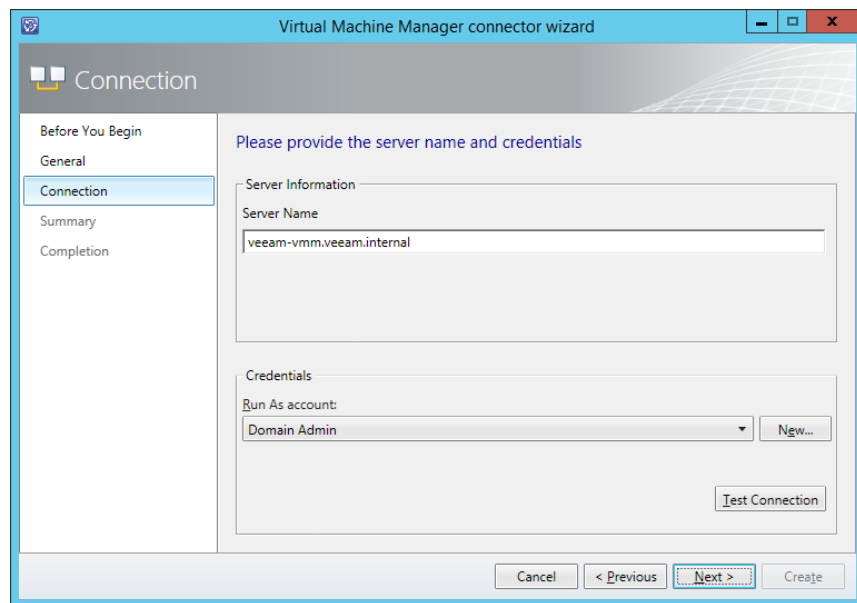 Virtual Machine Manager connector wizard
Connection
Before You Begin
General
Connection
Summary
Completion
Please provide the server name and credentials
Server Information
Server Name
veeam-vmm.veeam.internal
Credentials
Run As account:
Domain Admin
New...
Test Connection
Cancel
< Previous
Next >
Create